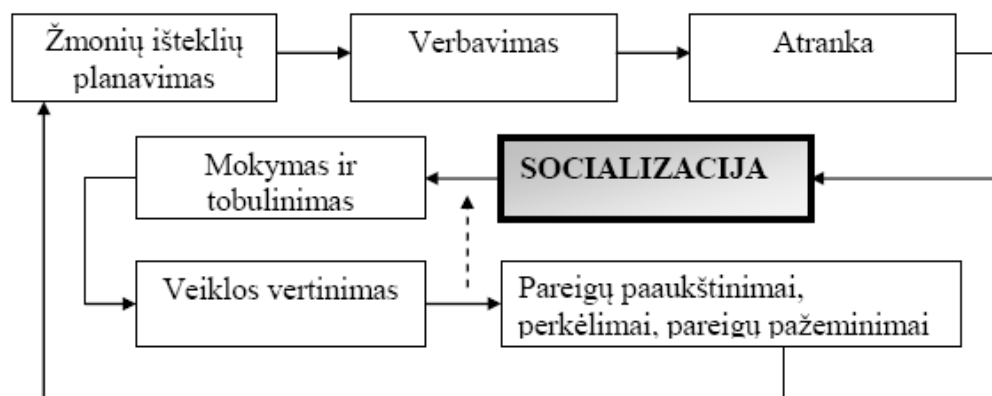 Žmonių išteklių
planavimas
Verbavimas
Atranka
Mokymas ir
tobulinimas
SOCIALIZACIJA
Veiklos vertinimas
Pareigų paaukštinimai,
perkėlimai, pareigų pažeminimai